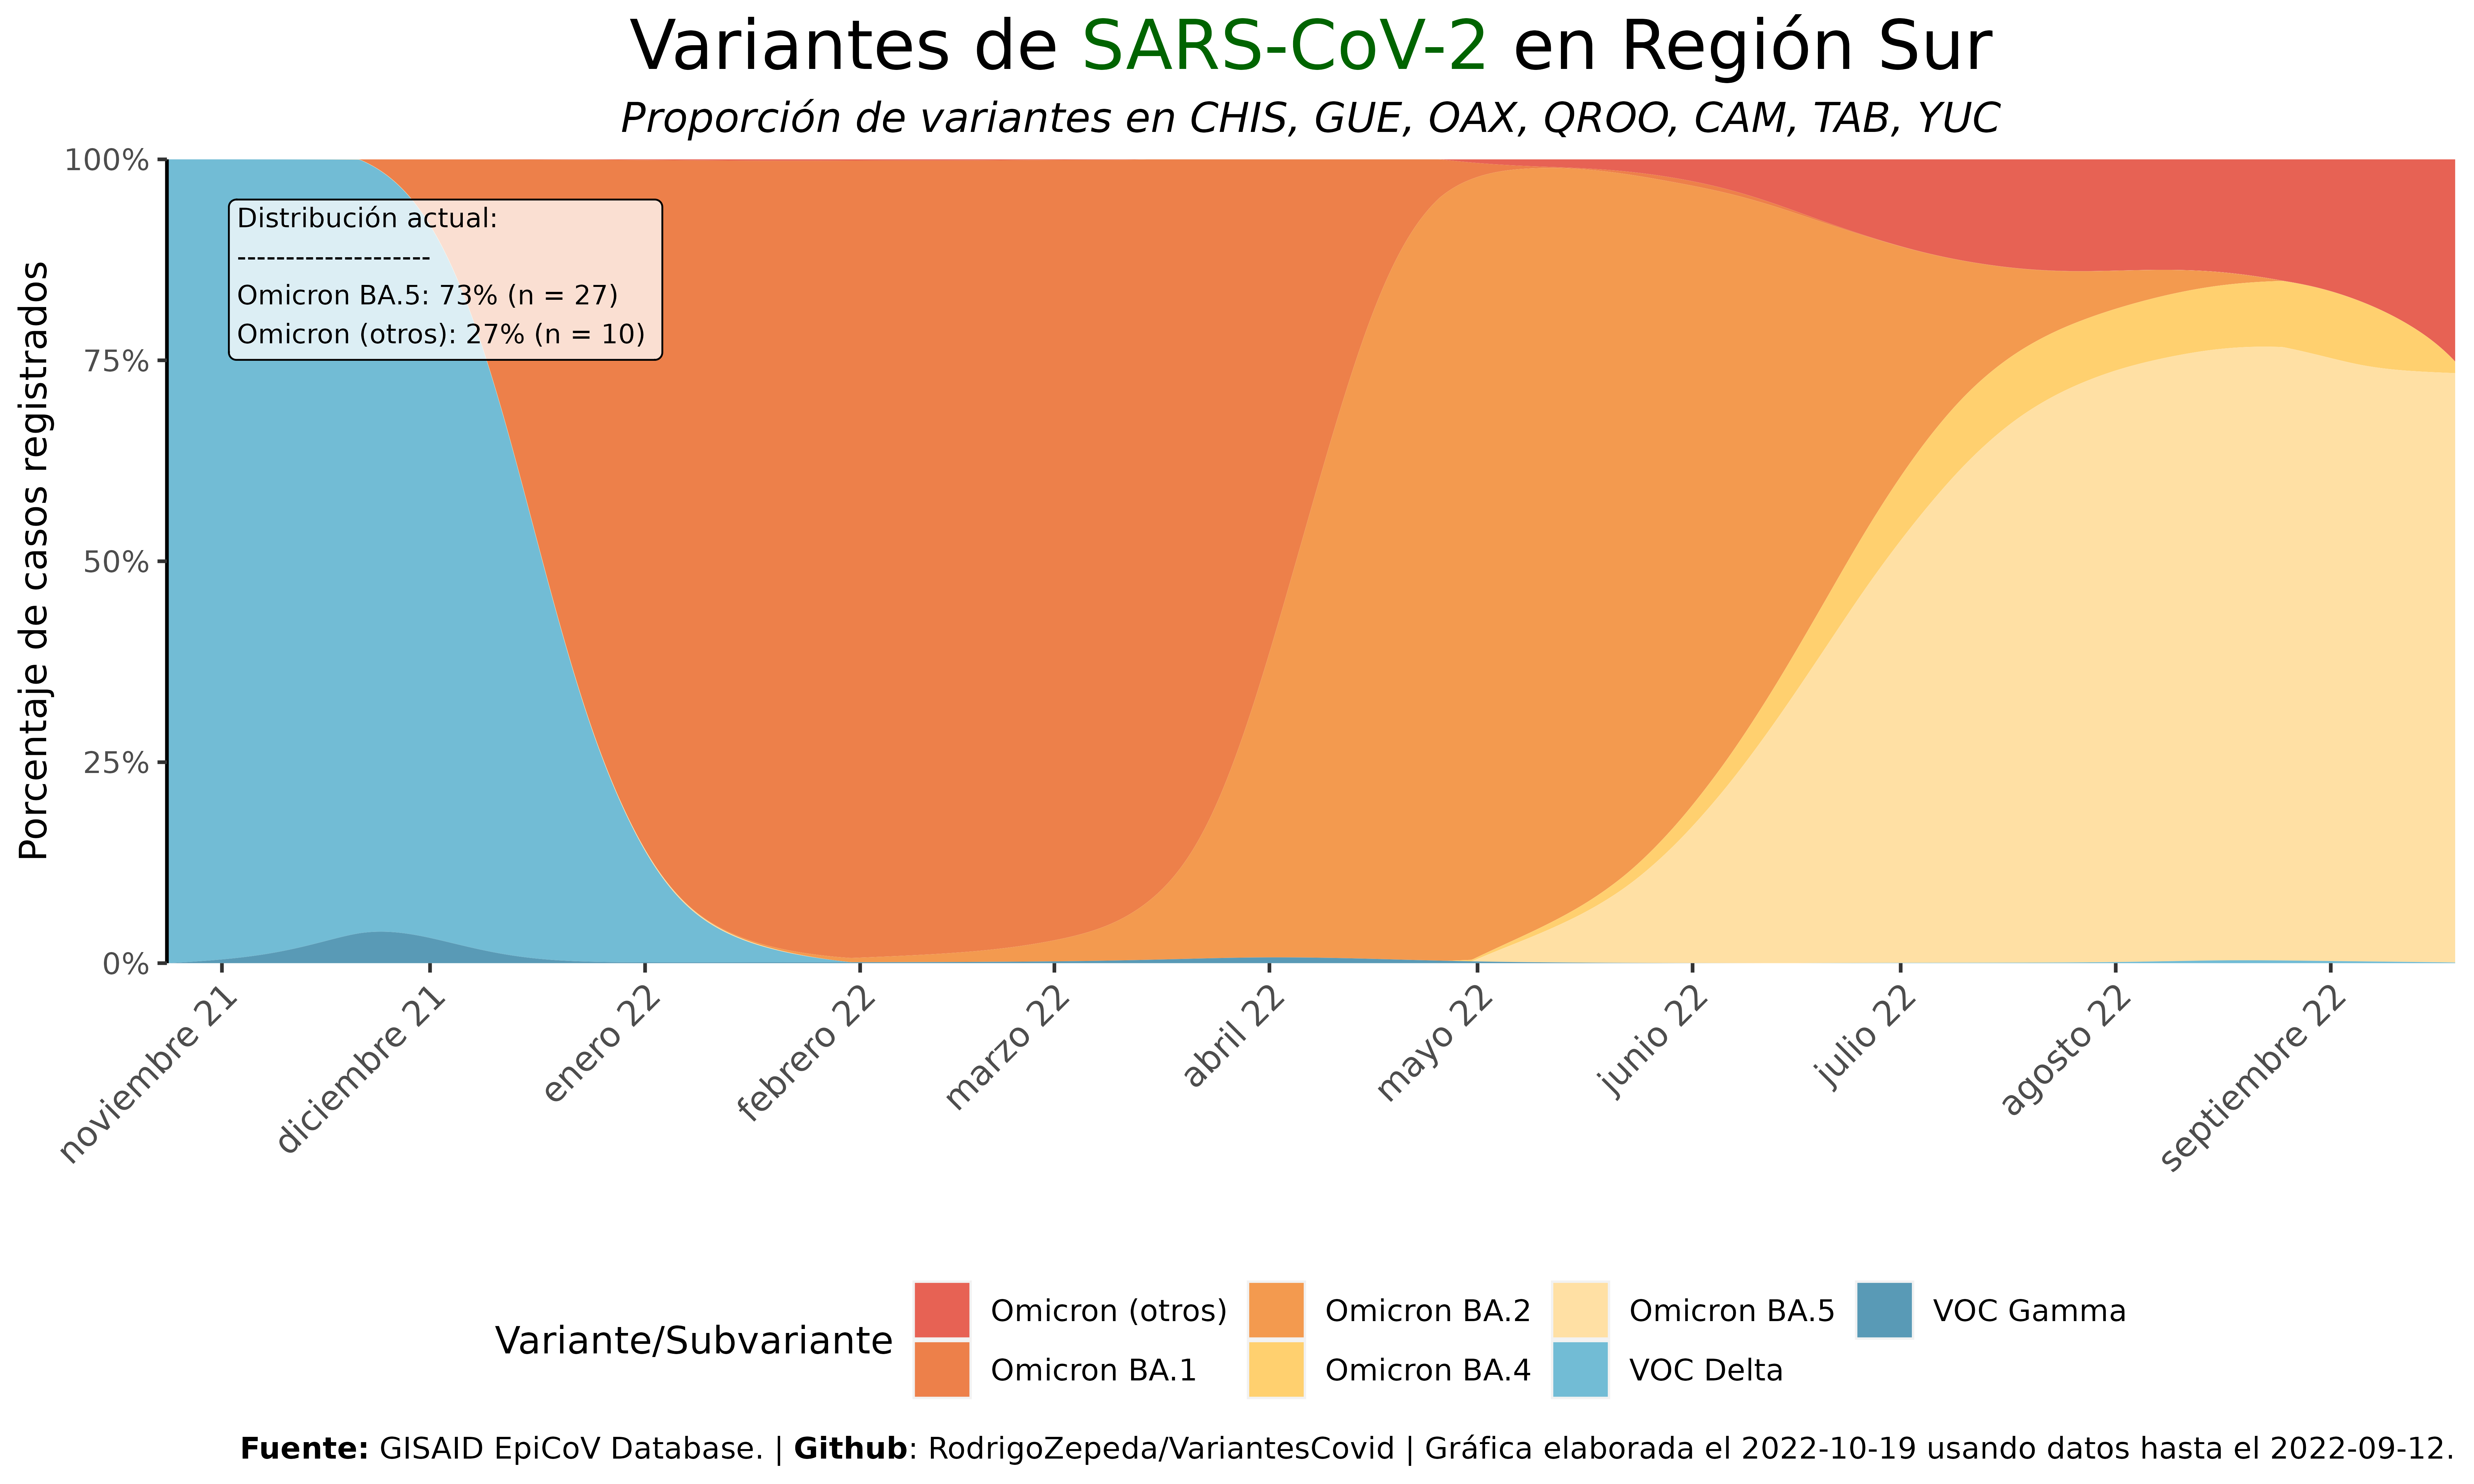 Variantes de SARS-CoV-2 en Región Sur
Proporción de variantes en CHIS, GUE, OAX, QROO, CAM, TAB, YUC
Porcentaje de casos registrados
100%
75%
50%
25%
0%
Distribución actual:
--------------------
Omicron BA.5: 73% (n = 27)
Omicron (otros): 27% (n = 10)
noviembre 21
diciembre 21
enero 22
febrero 22
marzo 22
abril 22
mayo 22
junio 22
julio 22
agosto 22
septiembre 22
Variante/Subvariante
Omicron (otros)
Omicron BA.1
Omicron BA.2
Omicron BA.4
Omicron BA.5
VOC Delta
VOC Gamma
Fuente: GISAID EpiCoV Database. | Github: RodrigoZepeda/VariantesCovid | Gráfica elaborada el 2022-10-19 usando datos hasta el 2022-09-12.